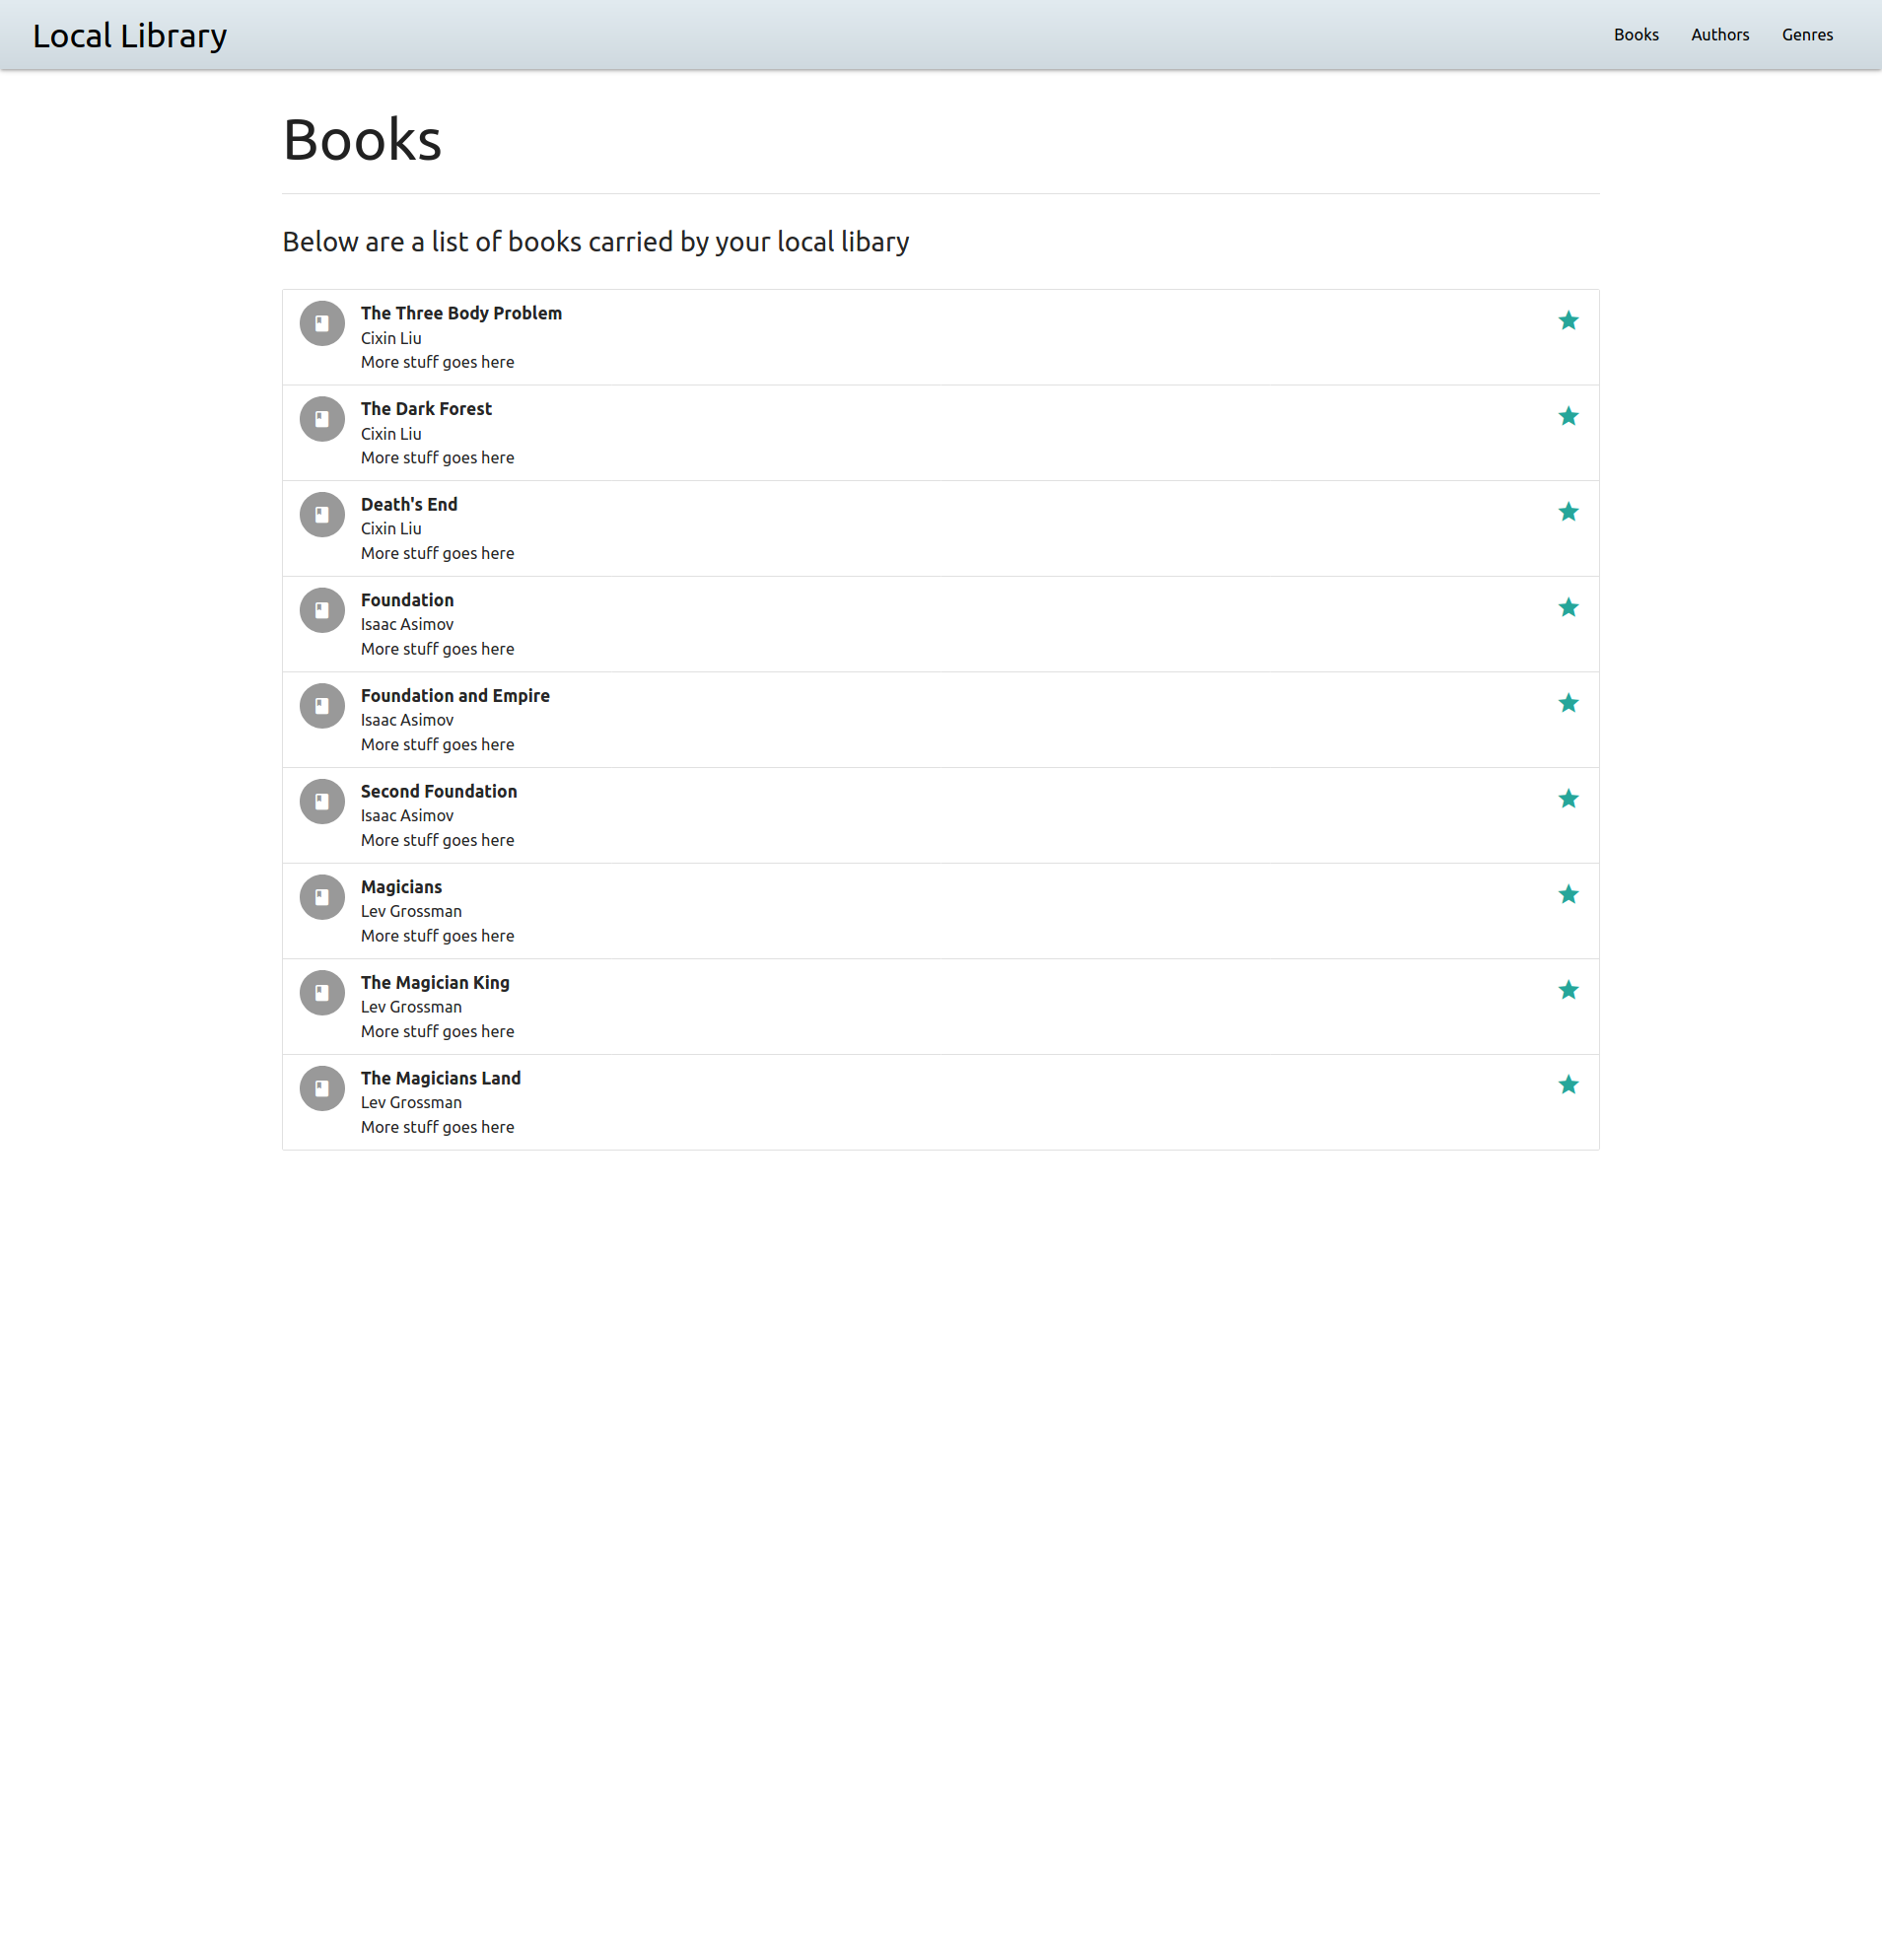 Local Library
Books Authors Genres
Books
Below are a list of books carried by your local libary
The Three Body Problem
Cixin Liu
More stuff goes here
The Dark Forest
Cixin Liu
More stuff goes here
Death's End
Cixin Liu
More stuff goes here
Foundation
Isaac Asimov
More stuff goes here
Foundation and Empire
Isaac Asimov
More stuff goes here
Second Foundation
Isaac Asimov
More stuff goes here
Magicians
Lev Grossman
More stuff goes here
The Magician King
Lev Grossman
More stuff goes here
The Magicians Land
Lev Grossman
More stuff goes here